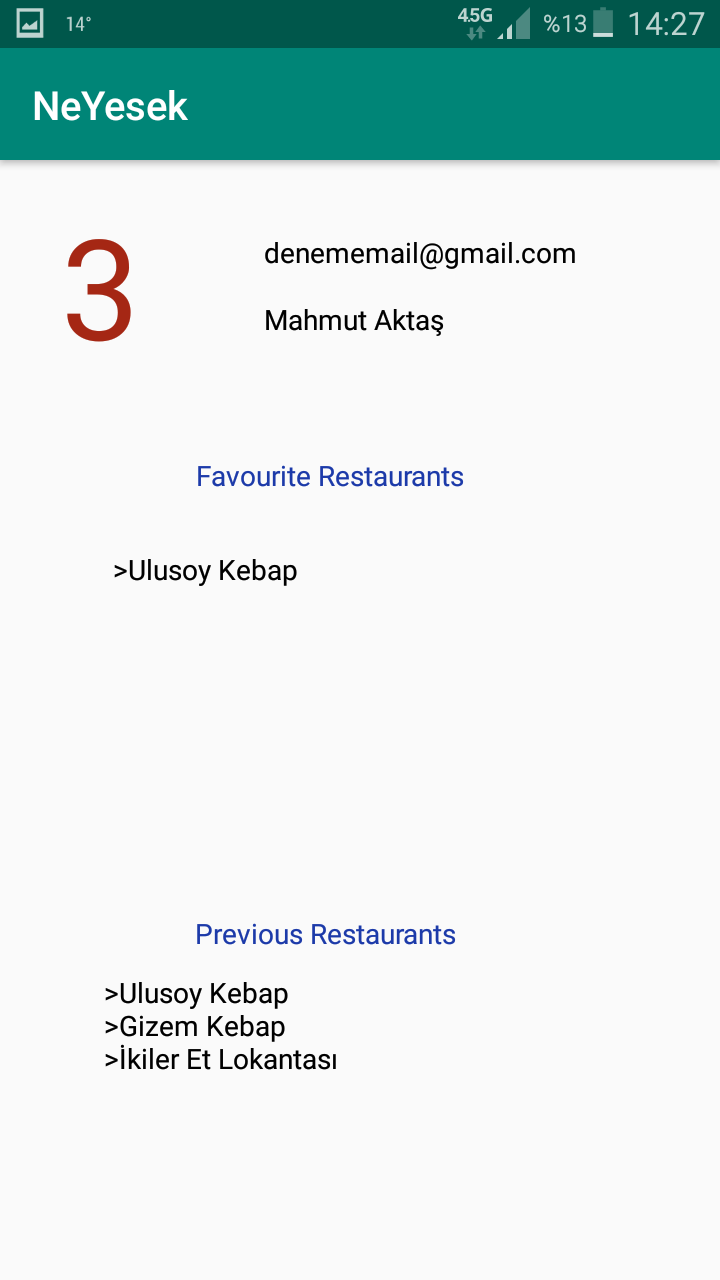 14°
4.5G
%13
14:27
NeYesek
3
denememail@gmail.com
Mahmut Aktaş
Favourite Restaurants
>Ulusoy Kebap
Previous Restaurants
>Ulusoy Kebap
>Gizem Kebap
>İkiler Et Lokantası